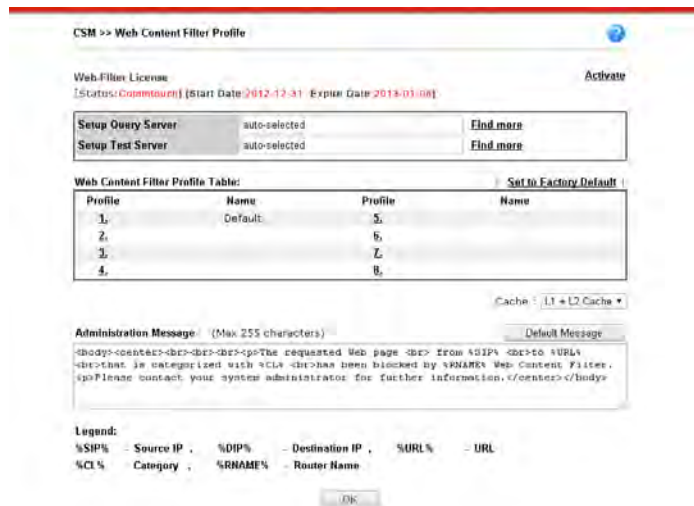 CSM >> Web Content Filter Profile
Web-Filter License
Activate
[Status:Commtouch] [Start Date:2012-12-31 Expire Date:2013-01-08]
Setup Query Server auto-selected Find more
Setup Test Server auto-selected Find more
Web Content Filter Profile Table: | Set to Factory Default |
Profile Name Profile Name
1. Default 5.
2. 6.
3. 7.
4. 8.
Cache : L1 + L2 Cache
Administration Message (Max 255 characters) Default Message
<body><center><br><br><br><p>The requested Web page <br> from %SIP% <br>to %URL%
<br>that is categorized with %CL% <br>has been blocked by %RNAME% Web Content Filter.
<p>Please contact your system administrator for further information.</center></body>
Legend:
%SIP% - Source IP , %DIP% - Destination IP , %URL% - URL
%CL% - Category , %RNAME% - Router Name
OK